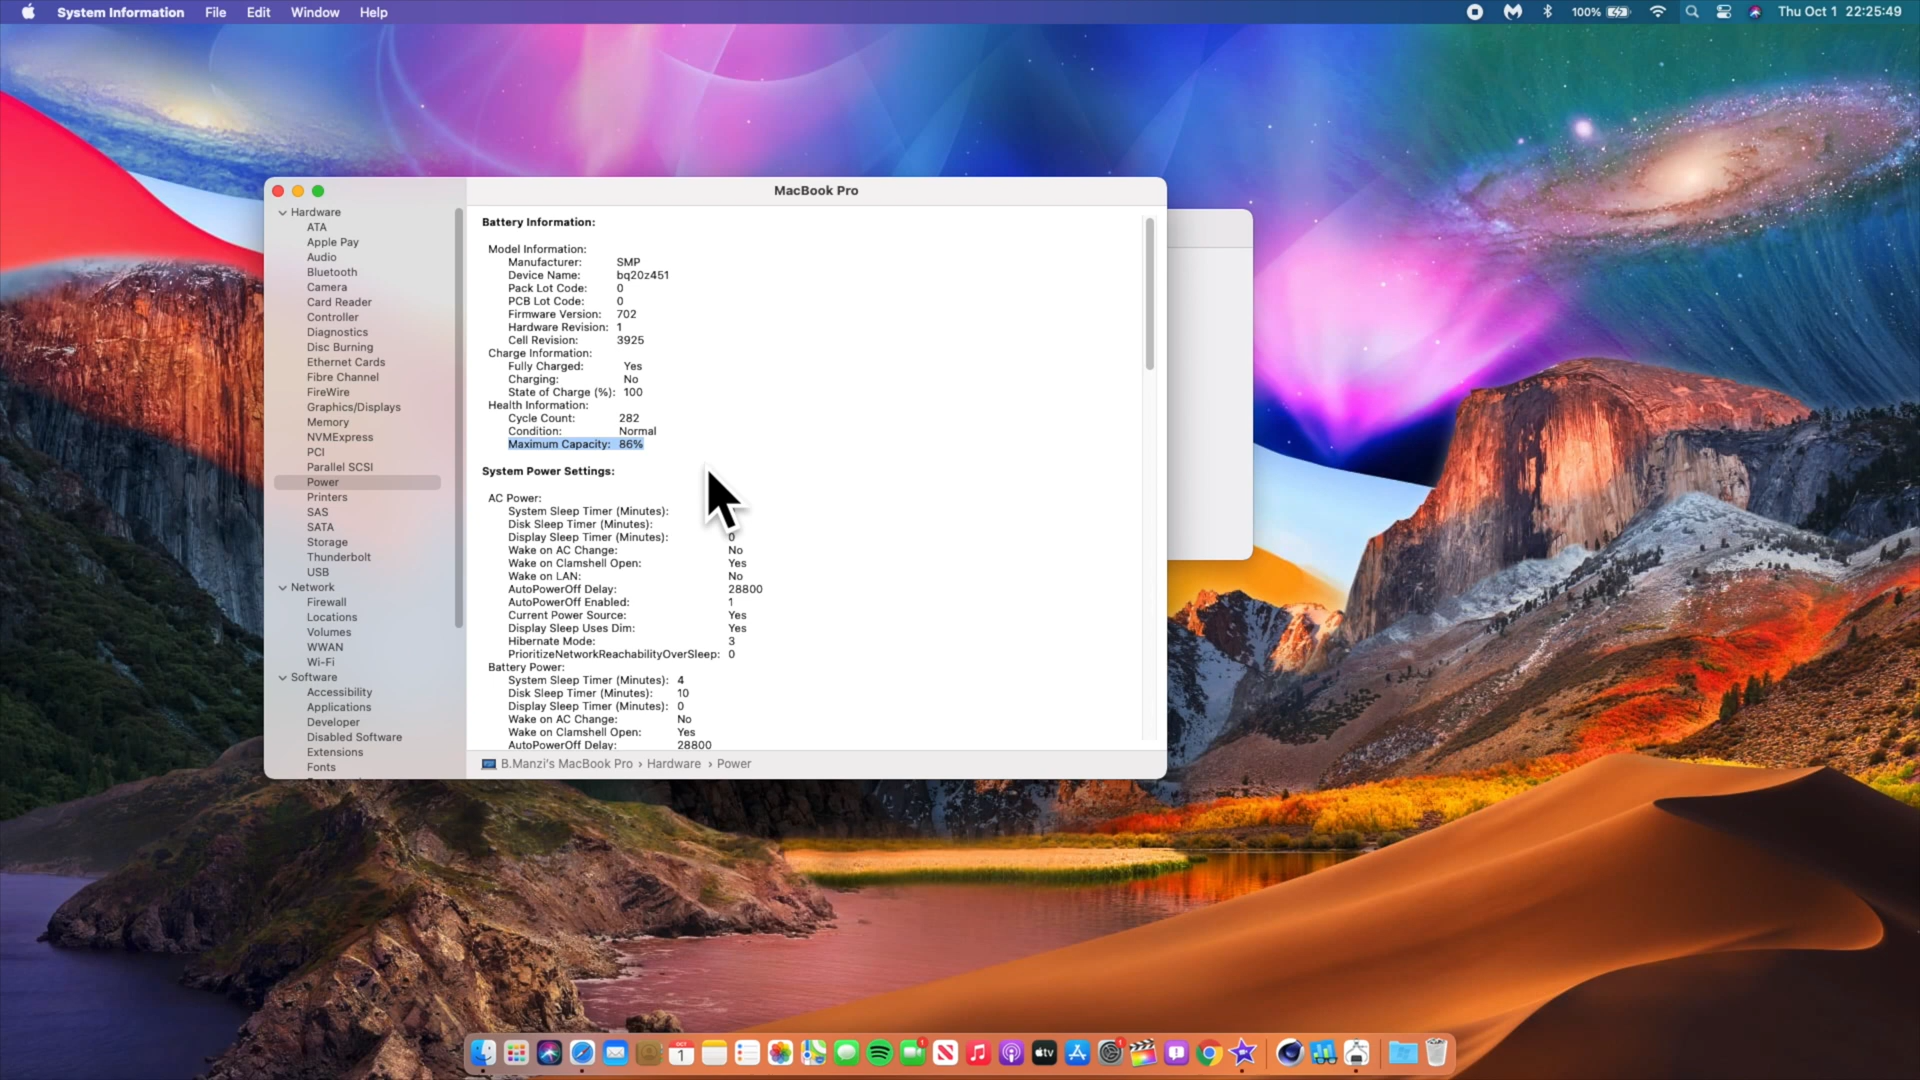 System Information File Edit Window Help
100% Thu Oct 1 22:25:49
MacBook Pro
Hardware
ATA
Apple Pay
Audio
Bluetooth
Camera
Card Reader
Controller
Diagnostics
Disc Burning
Ethernet Cards
Fibre Channel
FireWire
Graphics/Displays
Memory
NVMExpress
PCI
Parallel SCSI
Power
Printers
SAS
SATA
Storage
Thunderbolt
USB
Network
Firewall
Locations
Volumes
WWAN
Wi-Fi
Software
Accessibility
Applications
Developer
Disabled Software
Extensions
Fonts
Battery Information:
Model Information:
Manufacturer: SMP
Device Name: bq20z451
Pack Lot Code: 0
PCB Lot Code: 0
Firmware Version: 702
Hardware Revision: 1
Cell Revision: 3925
Charge Information:
Fully Charged: Yes
Charging: No
State of Charge (%): 100
Health Information:
Cycle Count: 282
Condition: Normal
Maximum Capacity: 86%
System Power Settings:
AC Power:
System Sleep Timer (Minutes):
Disk Sleep Timer (Minutes):
Display Sleep Timer (Minutes): 0
Wake on AC Change: No
Wake on Clamshell Open: Yes
Wake on LAN: No
AutoPowerOff Delay: 28800
AutoPowerOff Enabled: 1
Current Power Source: Yes
Display Sleep Uses Dim: Yes
Hibernate Mode: 3
PrioritizeNetworkReachabilityOverSleep: 0
Battery Power:
System Sleep Timer (Minutes): 4
Disk Sleep Timer (Minutes): 10
Display Sleep Timer (Minutes): 0
Wake on AC Change: No
Wake on Clamshell Open: Yes
AutoPowerOff Delay: 28800
B.Manzi's MacBook Pro › Hardware › Power
OCT
1
tv